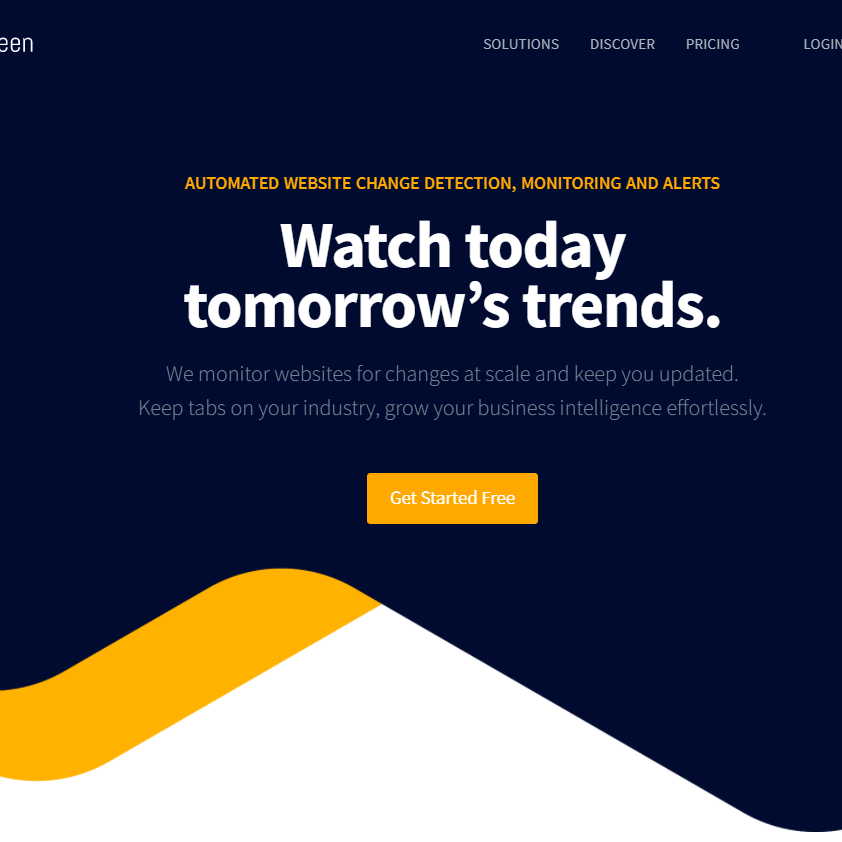 een
SOLUTIONS DISCOVER PRICING LOGIN
AUTOMATED WEBSITE CHANGE DETECTION, MONITORING AND ALERTS
Watch today
tomorrow’s trends.
We monitor websites for changes at scale and keep you updated.
Keep tabs on your industry, grow your business intelligence effortlessly.
Get Started Free